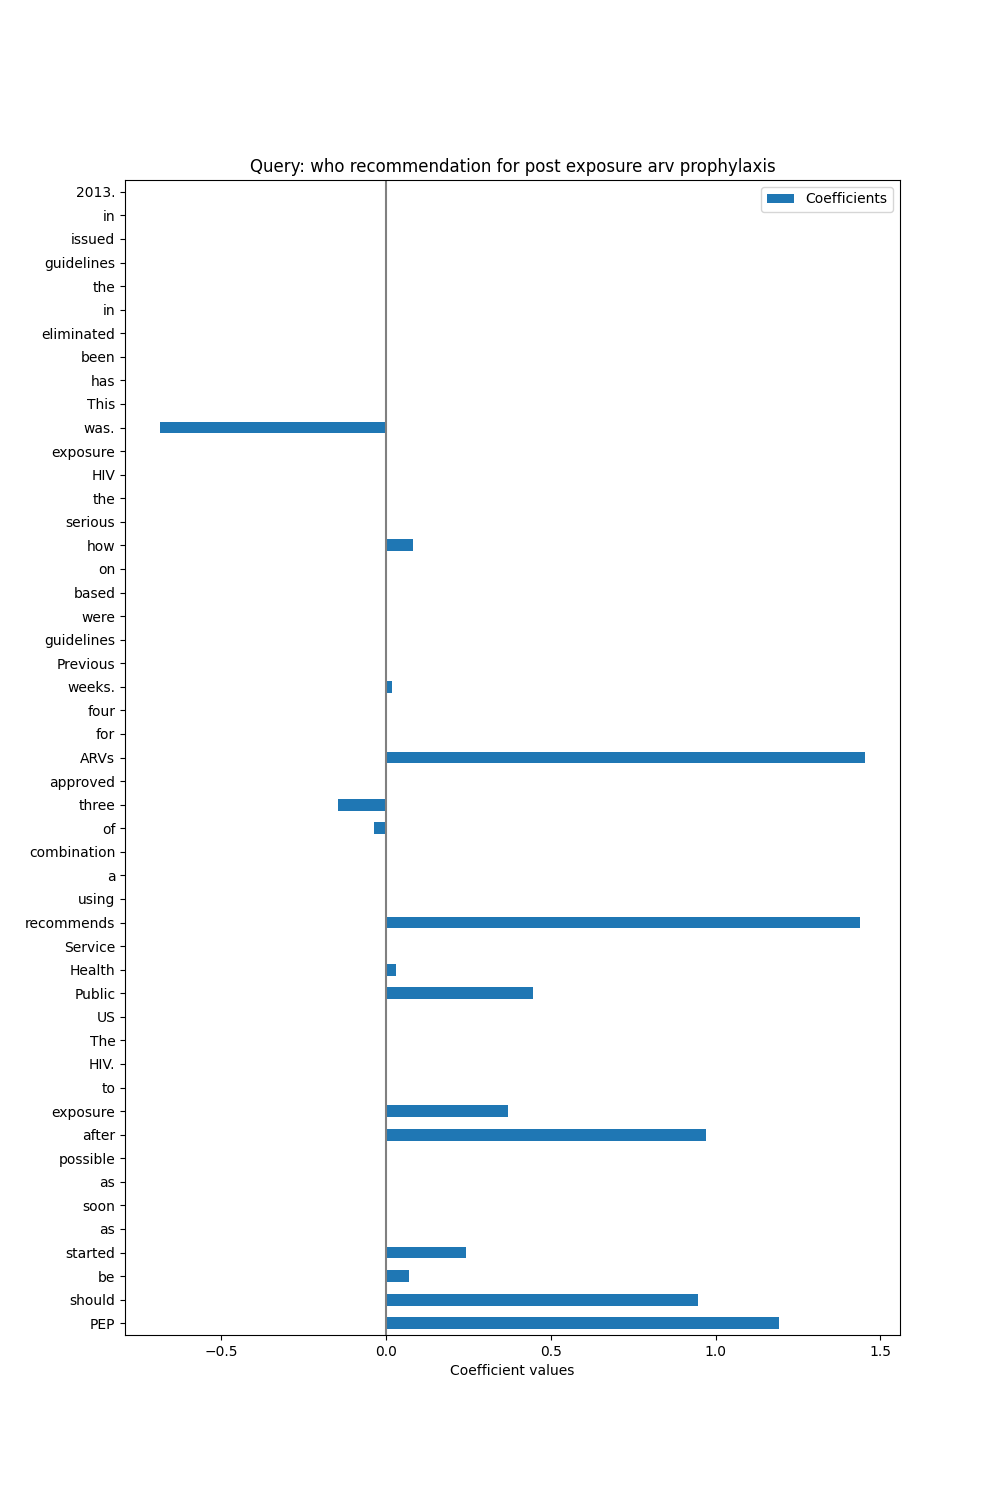 Query: who recommendation for post exposure arv prophylaxis
Coefficients
2013.
in
issued
guidelines
the
in
eliminated
been
has
This
was.
exposure
HIV
the
serious
how
on
based
were
guidelines
Previous
weeks.
four
for
ARVs
approved
three
of
combination
a
using
recommends
Service
Health
Public
US
The
HIV.
to
exposure
after
possible
as
soon
as
started
be
should
PEP
−0.5 0.0 0.5 1.0 1.5
Coefficient values